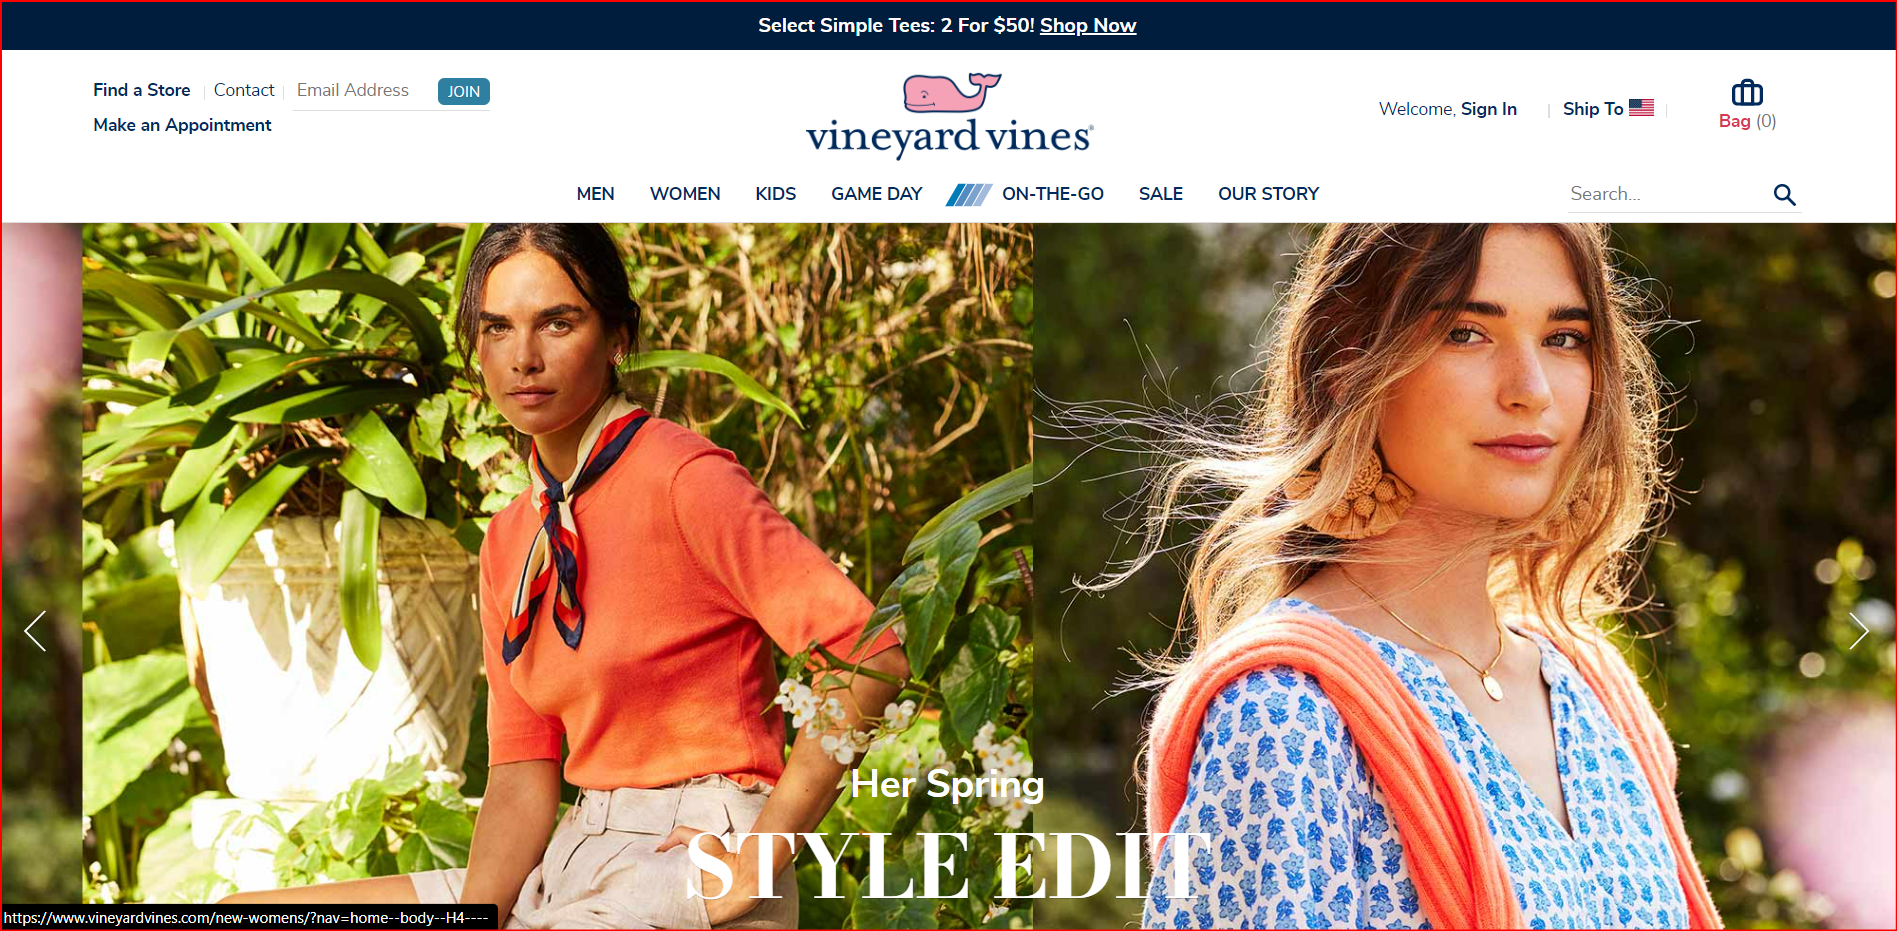 Select Simple Tees: 2 For $50! Shop Now
Find a Store
Contact
Email Address
JOIN
Make an Appointment
vineyard vines®
Welcome, Sign In
Ship To
Bag (0)
MEN
WOMEN
KIDS
GAME DAY
ON-THE-GO
SALE
OUR STORY
Search...
Her Spring
STYLE EDIT
https://www.vineyardvines.com/new-womens/?nav=home--body--H4----